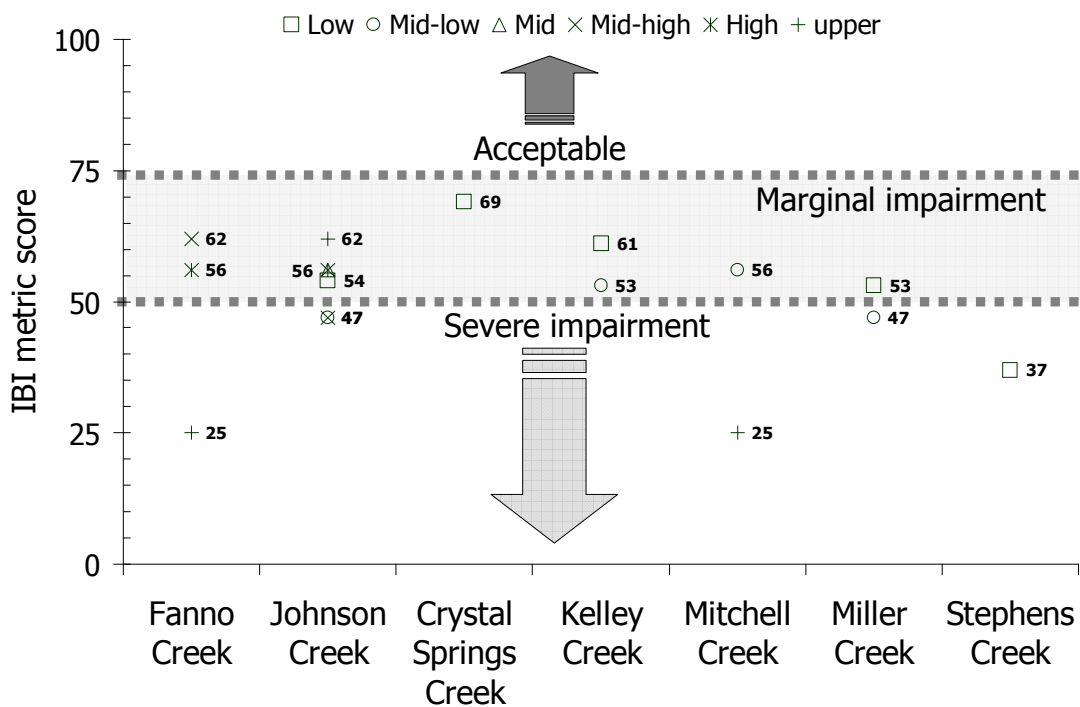 Low Mid-low Mid Mid-high High upper
100
Acceptable
75
Marginal impairment
69
62
62
61
56
56
56
54
53
53
50
Severe impairment
47
47
37
25
25
25
0
IBI metric score
Fanno Creek
Johnson Creek
Crystal Springs Creek
Kelley Creek
Mitchell Creek
Miller Creek
Stephens Creek